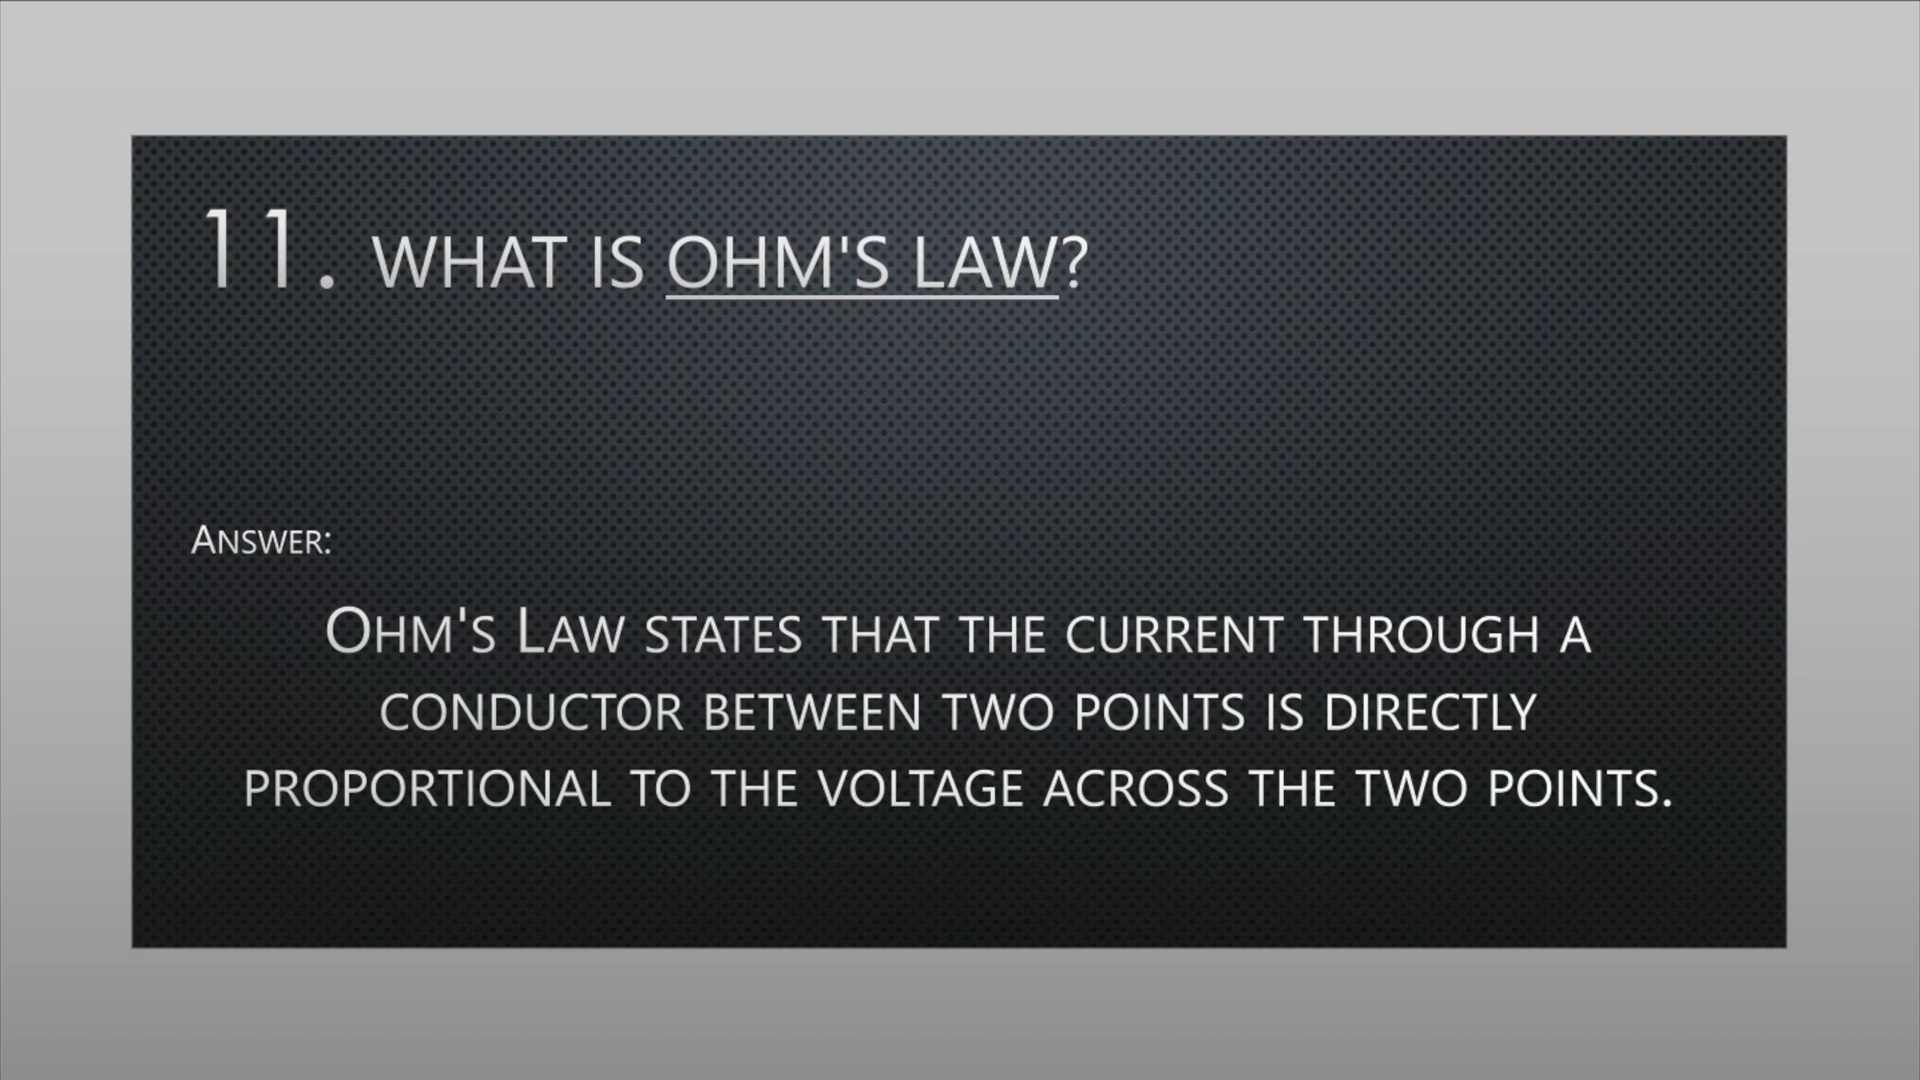 11. WHAT IS OHM'S LAW?
ANSWER:
OHM'S LAW STATES THAT THE CURRENT THROUGH A
CONDUCTOR BETWEEN TWO POINTS IS DIRECTLY
PROPORTIONAL TO THE VOLTAGE ACROSS THE TWO POINTS.